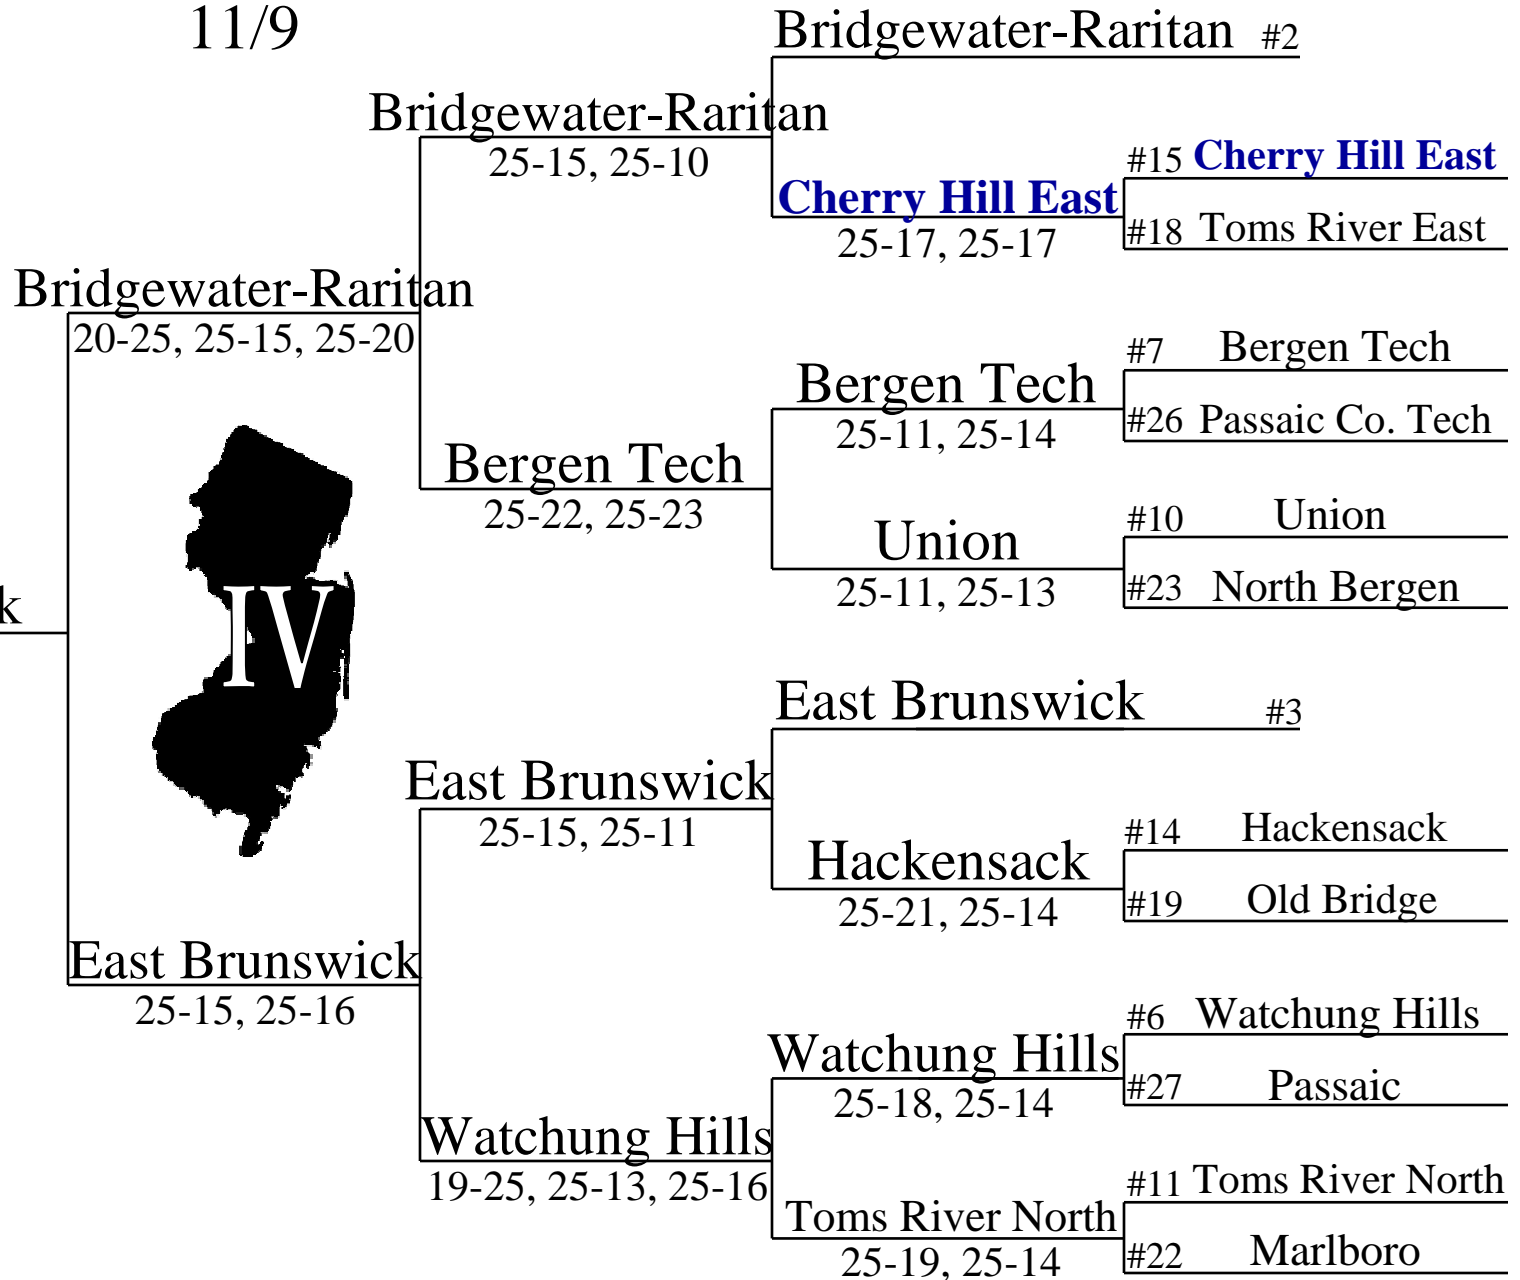 11/9
Bridgewater-Raritan #2
Bridgewater-Raritan
25-15, 25-10
#15 Cherry Hill East
Cherry Hill East
25-17, 25-17
#18 Toms River East
Bridgewater-Raritan
20-25, 25-15, 25-20
#7 Bergen Tech
Bergen Tech
25-11, 25-14
#26 Passaic Co. Tech
Bergen Tech
25-22, 25-23
#10 Union
Union
25-11, 25-13
#23 North Bergen
k
IV
East Brunswick #3
East Brunswick
25-15, 25-11
#14 Hackensack
Hackensack
25-21, 25-14
#19 Old Bridge
East Brunswick
25-15, 25-16
#6 Watchung Hills
Watchung Hills
25-18, 25-14
#27 Passaic
Watchung Hills
19-25, 25-13, 25-16
#11 Toms River North
Toms River North
25-19, 25-14
#22 Marlboro